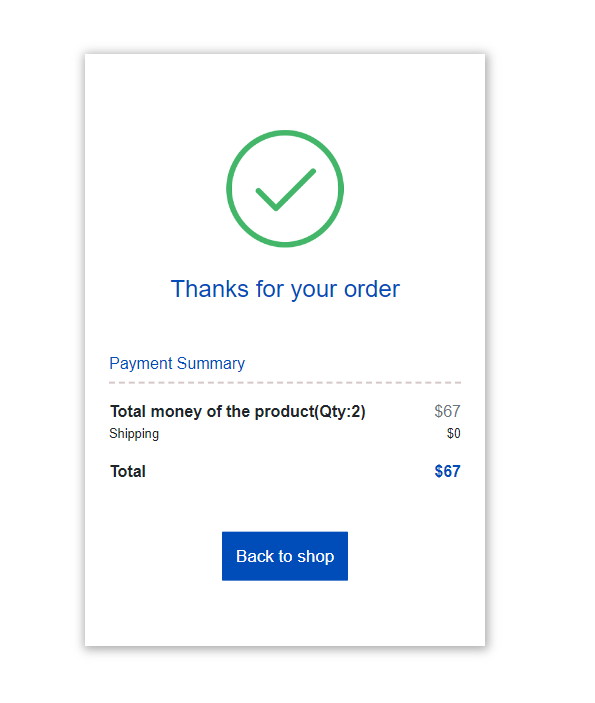 Thanks for your order
Payment Summary
Total money of the product(Qty:2) $67
Shipping $0
Total $67
Back to shop